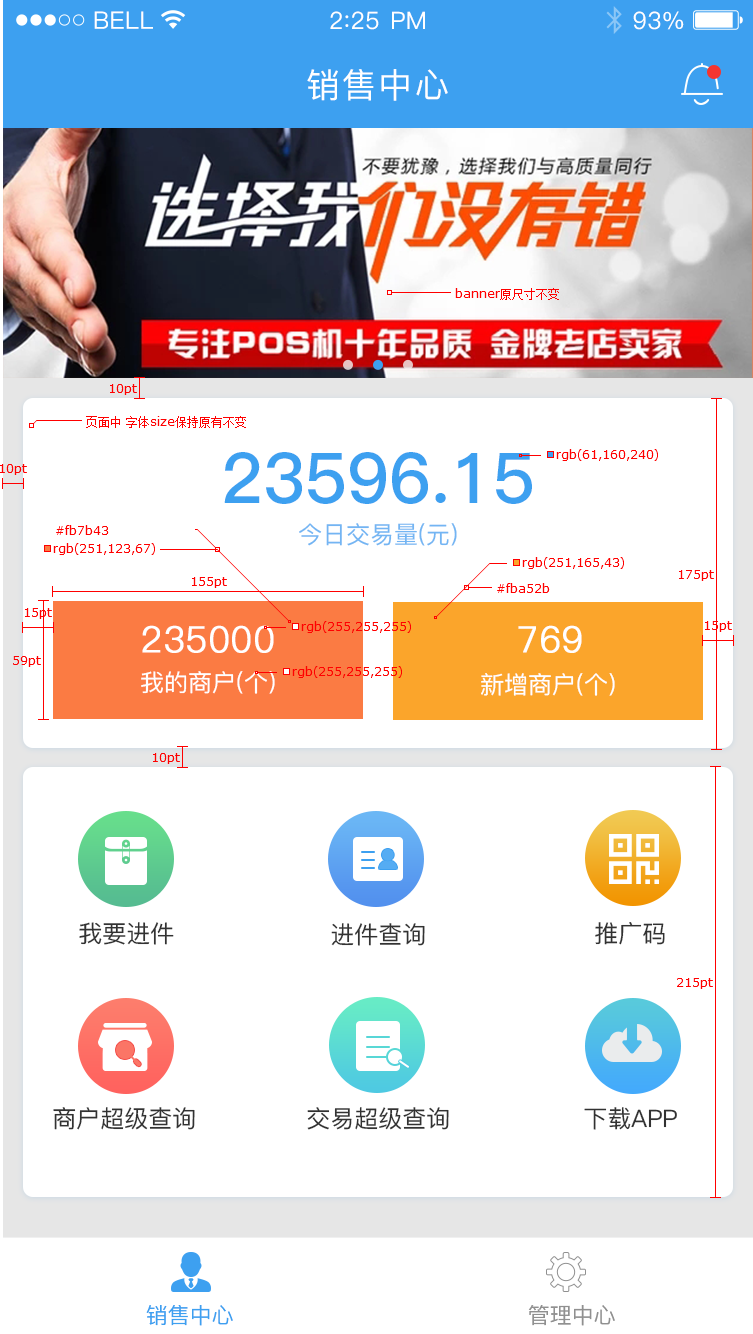 BELL 2:25 PM 93%
销售中心
不要犹豫，选择我们与高质量同行
选择我们没有错
banner原尺寸不变
专注POS机十年品质 金牌老店卖家
10pt
页面中 字体size保持原有不变
10pt
23596.15
rgb(61,160,240)
今日交易量(元)
#fb7b43
rgb(251,123,67)
rgb(251,165,43)
#fba52b
175pt
155pt
15pt
59pt
235000
rgb(255,255,255)
我的商户(个)
rgb(255,255,255)
769
新增商户(个)
15pt
10pt
我要进件
进件查询
推广码
215pt
商户超级查询
交易超级查询
下载APP
销售中心
管理中心